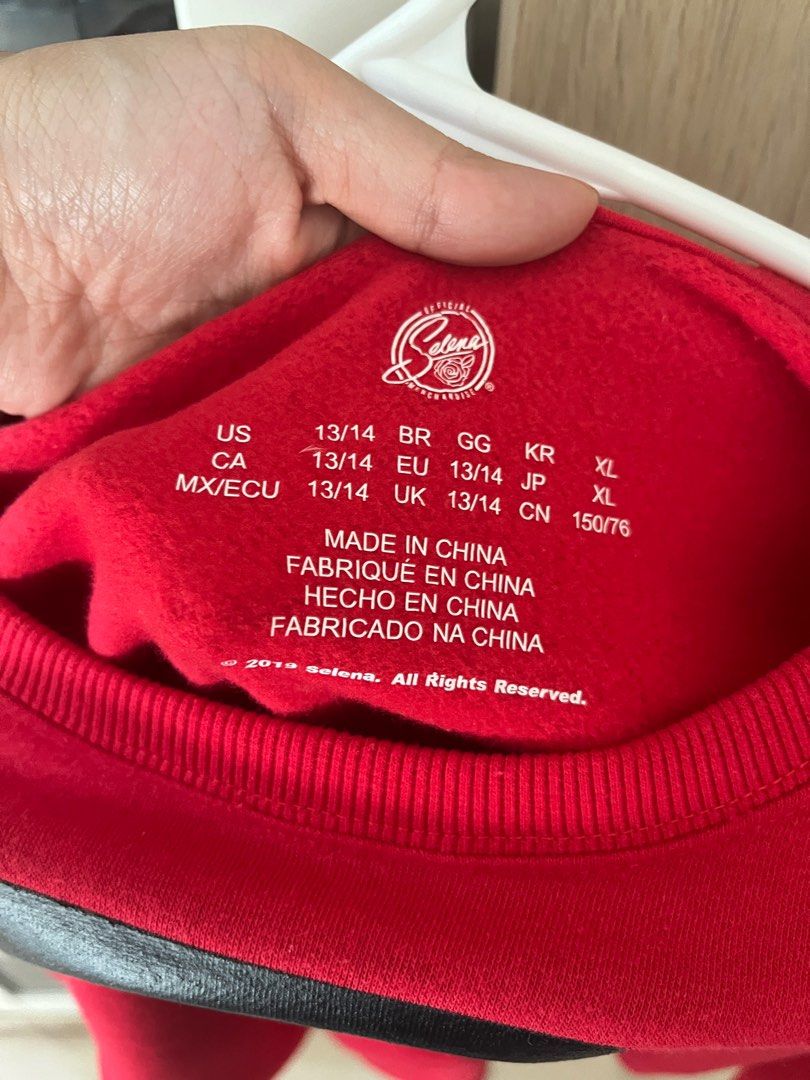 OFFICIAL
Selena
MERCHANDISE
®
US 13/14 BR GG KR XL
CA 13/14 EU 13/14 JP XL
MX/ECU 13/14 UK 13/14 CN 150/76
MADE IN CHINA
FABRIQUÉ EN CHINA
HECHO EN CHINA
FABRICADO NA CHINA
© 2019 Selena. All Rights Reserved.